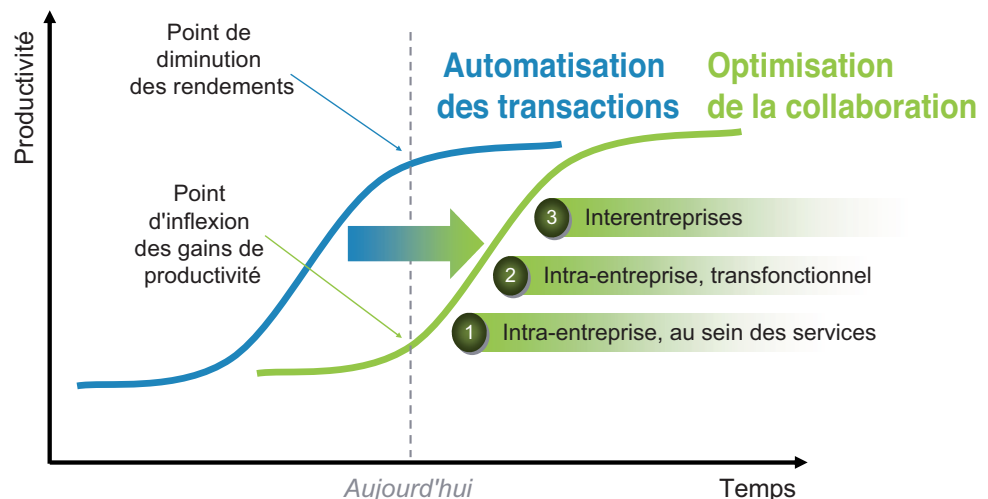 Productivité
Point de
diminution
des rendements
Automatisation
des transactions
Optimisation
de la collaboration
Point
d'inflexion
des gains de
productivité
3 Interentreprises
2 Intra-entreprise, transfonctionnel
1 Intra-entreprise, au sein des services
Aujourd'hui
Temps